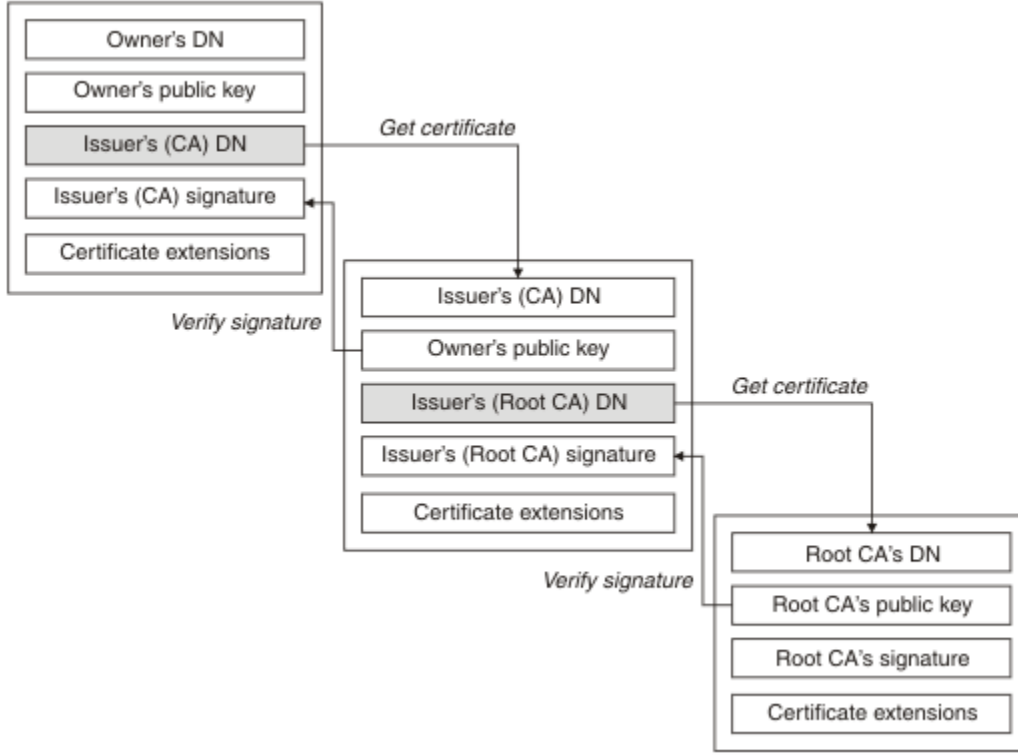 Owner's DN
Owner's public key
Issuer's (CA) DN
Get certificate
Issuer's (CA) signature
Certificate extensions
Verify signature
Issuer's (CA) DN
Owner's public key
Issuer's (Root CA) DN
Get certificate
Issuer's (Root CA) signature
Certificate extensions
Verify signature
Root CA's DN
Root CA's public key
Root CA's signature
Certificate extensions